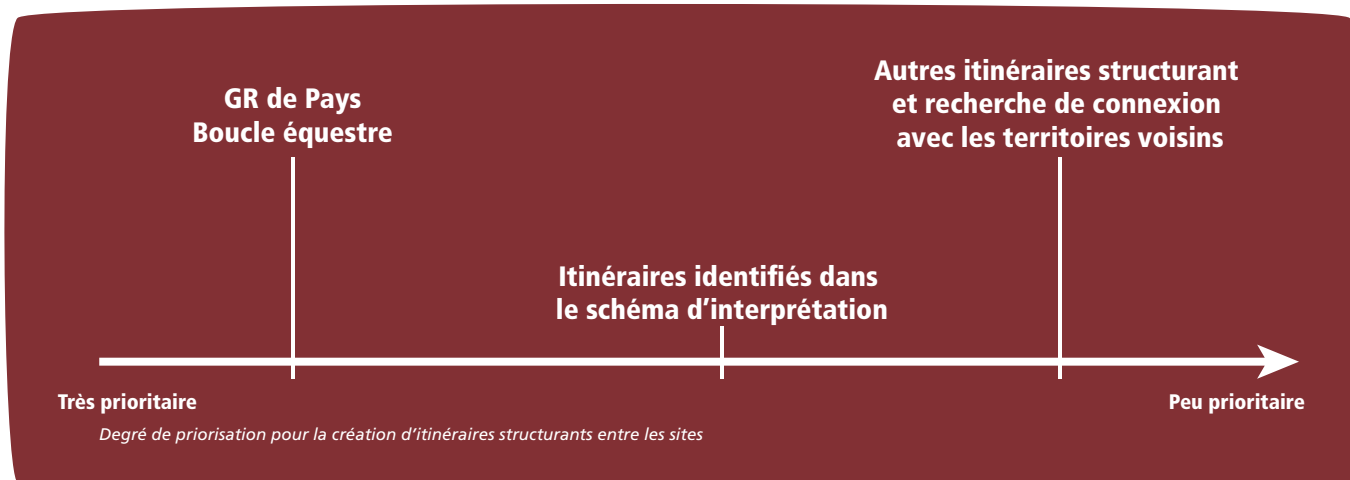 GR de Pays
Boucle équestre
Autres itinéraires structurant
et recherche de connexion
avec les territoires voisins
Itinéraires identifiés dans
le schéma d’interprétation
Très prioritaire
Peu prioritaire
Degré de priorisation pour la création d’itinéraires structurants entre les sites